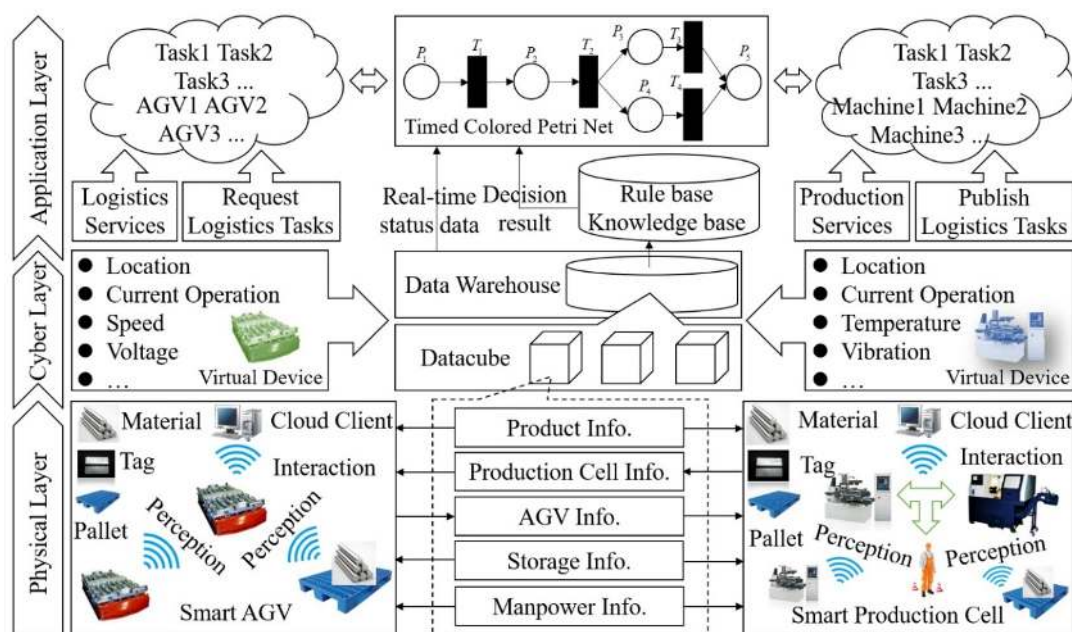 Application Layer
Task1 Task2
Task3 ...
AGV1 AGV2
AGV3 ...
P1
T1
P2
T2
P3
T3
P4
T4
P5
Timed Colored Petri Net
Task1 Task2
Task3 ...
Machine1 Machine2
Machine3 ...
Logistics
Services
Request
Logistics Tasks
Real-time
status data
Decision
result
Rule base
Knowledge base
Production
Services
Publish
Logistics Tasks
Cyber Layer
Location
Current Operation
Speed
Voltage
...
Virtual Device
Data Warehouse
Datacube
Location
Current Operation
Temperature
Vibration
...
Virtual Device
Physical Layer
Material
Cloud Client
Tag
Interaction
Pallet
Perception
Perception
Smart AGV
Product Info.
Production Cell Info.
AGV Info.
Storage Info.
Manpower Info.
Material
Cloud Client
Tag
Interaction
Pallet
Perception
Perception
Smart Production Cell